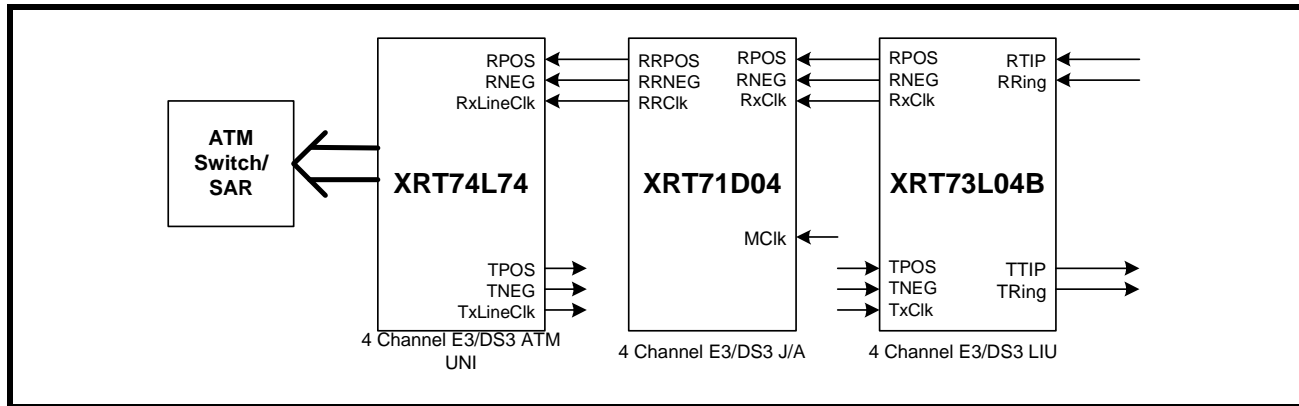 ATM
Switch/
SAR
RPOS
RNEG
RxLineClk
XRT74L74
TPOS
TNEG
TxLineClk
4 Channel E3/DS3 ATM
UNI
RRPOS
RRNEG
RRClk
RPOS
RNEG
RxClk
XRT71D04
MClk
4 Channel E3/DS3 J/A
RPOS
RNEG
RxClk
RTIP
RRing
XRT73L04B
TPOS
TNEG
TxClk
TTIP
TRing
4 Channel E3/DS3 LIU